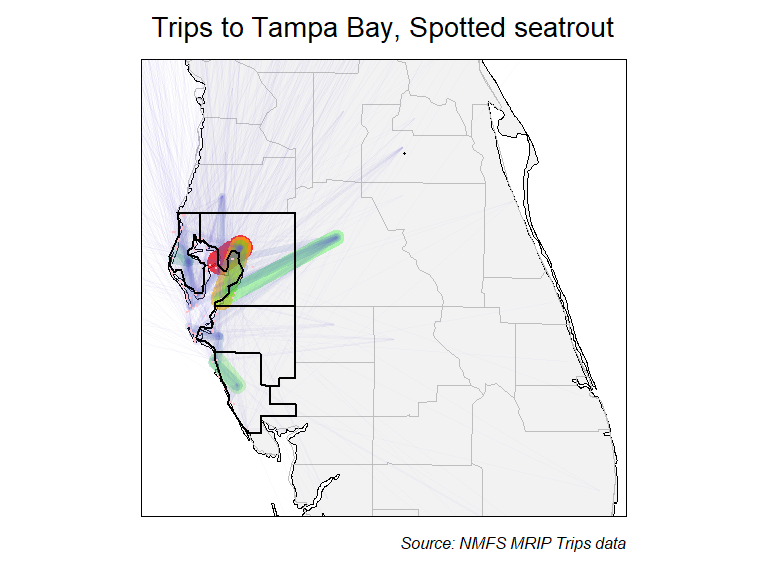 Trips to Tampa Bay, Spotted seatrout
Source: NMFS MRIP Trips data